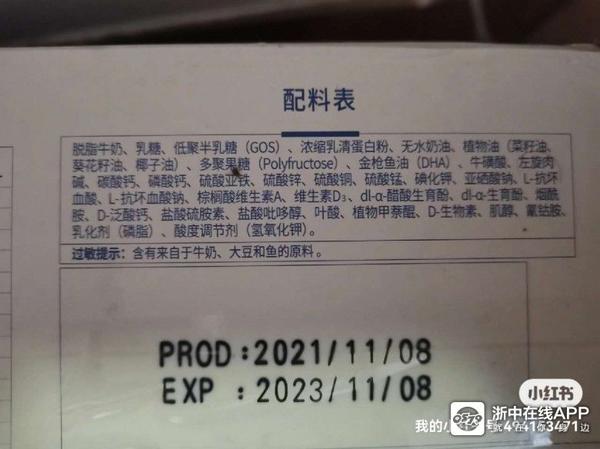 配料表
脱脂牛奶、乳糖、低聚半乳糖（GOS）、浓缩乳清蛋白粉、无水奶油、植物油（菜籽油、
葵花籽油、椰子油）、多聚果糖（Polyfructose）、金枪鱼油（DHA）、牛磺酸、左旋肉
碱、碳酸钙、磷酸钙、硫酸亚铁、硫酸锌、硫酸铜、硫酸锰、碘化钾、亚硒酸钠、L-抗坏
血酸、L-抗坏血酸钠、棕榈酸维生素A、维生素D₃、dl-α-醋酸生育酚、dl-α-生育酚、烟酰
胺、D-泛酸钙、盐酸硫胺素、盐酸吡哆醇、叶酸、植物甲萘醌、D-生物素、肌醇、氰钴胺、
乳化剂（磷脂）、酸度调节剂（氢氧化钾）。
过敏提示：含有来自于牛奶、大豆和鱼的原料。
PROD:2021/11/08
EXP :2023/11/08
小红书
浙中在线APP
我的小
号:494153471
边